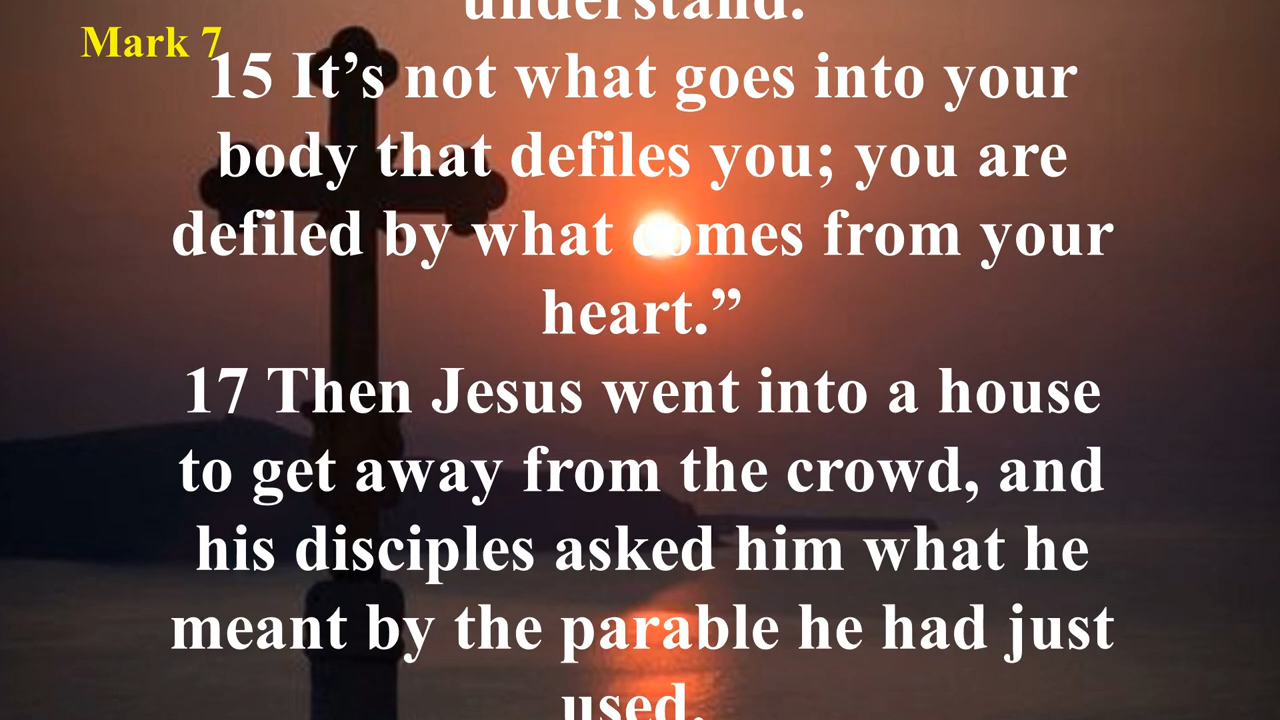 understand.
Mark 7
15 It’s not what goes into your
body that defiles you; you are
defiled by what comes from your
heart.”
17 Then Jesus went into a house
to get away from the crowd, and
his disciples asked him what he
meant by the parable he had just
used.